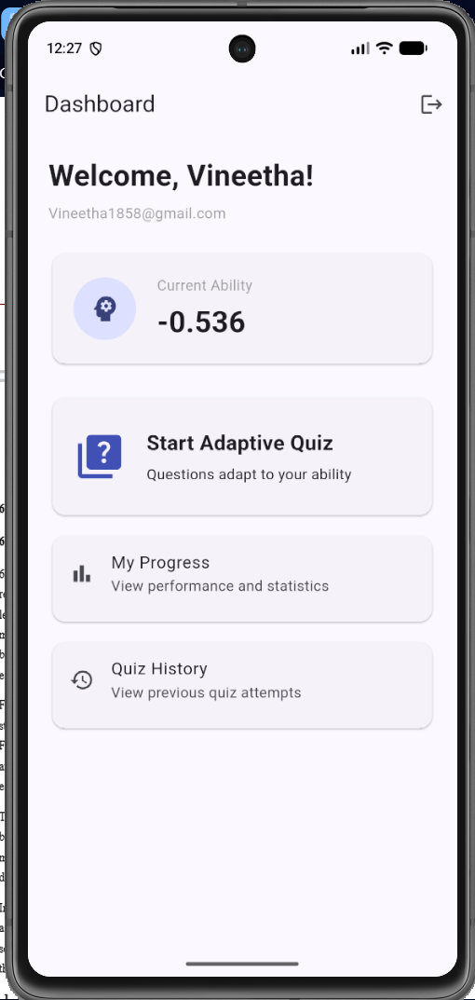 12:27
Dashboard
Welcome, Vineetha!
Vineetha1858@gmail.com
Current Ability
-0.536
Start Adaptive Quiz
Questions adapt to your ability
My Progress
View performance and statistics
Quiz History
View previous quiz attempts